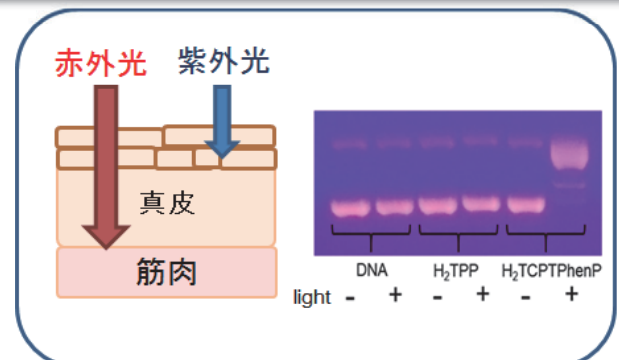 赤外光 紫外光
真皮
筋肉
DNA H₂TPP H₂TCPTPhenP
light - + - + - +